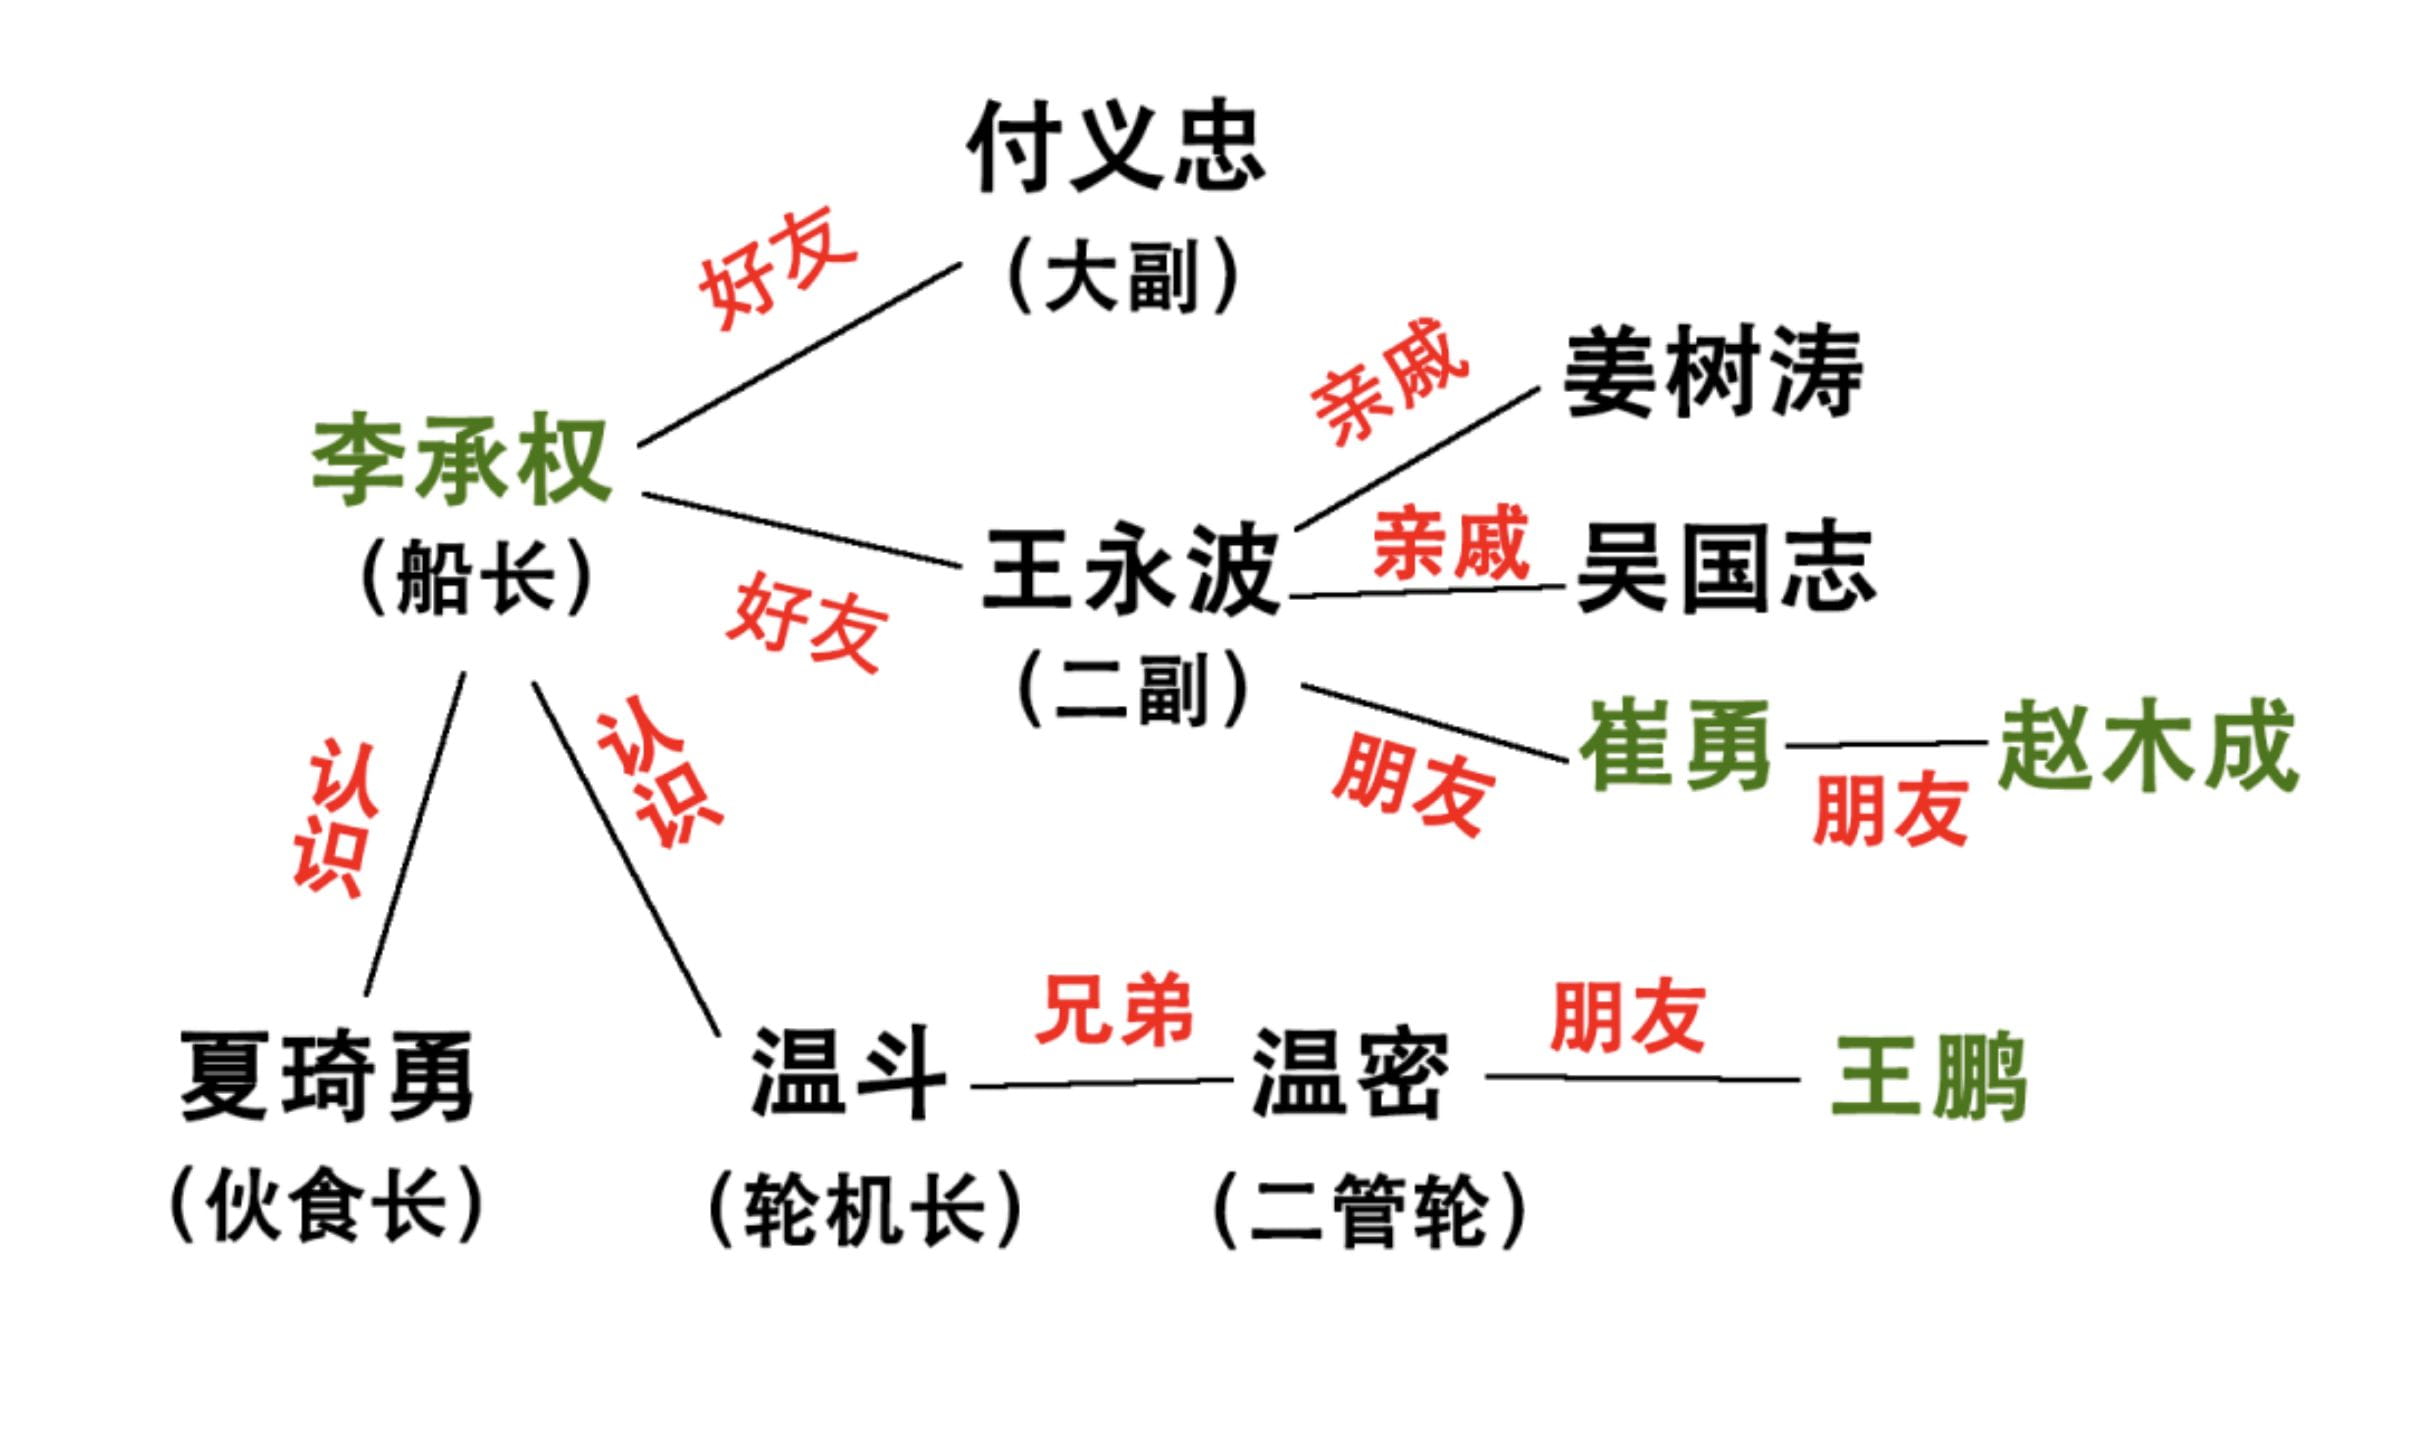 付义忠
(大副)
好友
亲戚
姜树涛
李承权
(船长)
王永波
(二副)
好友
亲戚
吴国志
朋友
崔勇
朋友
赵木成
认识
认识
夏琦勇
(伙食长)
温斗
(轮机长)
兄弟
温密
(二管轮)
朋友
王鹏